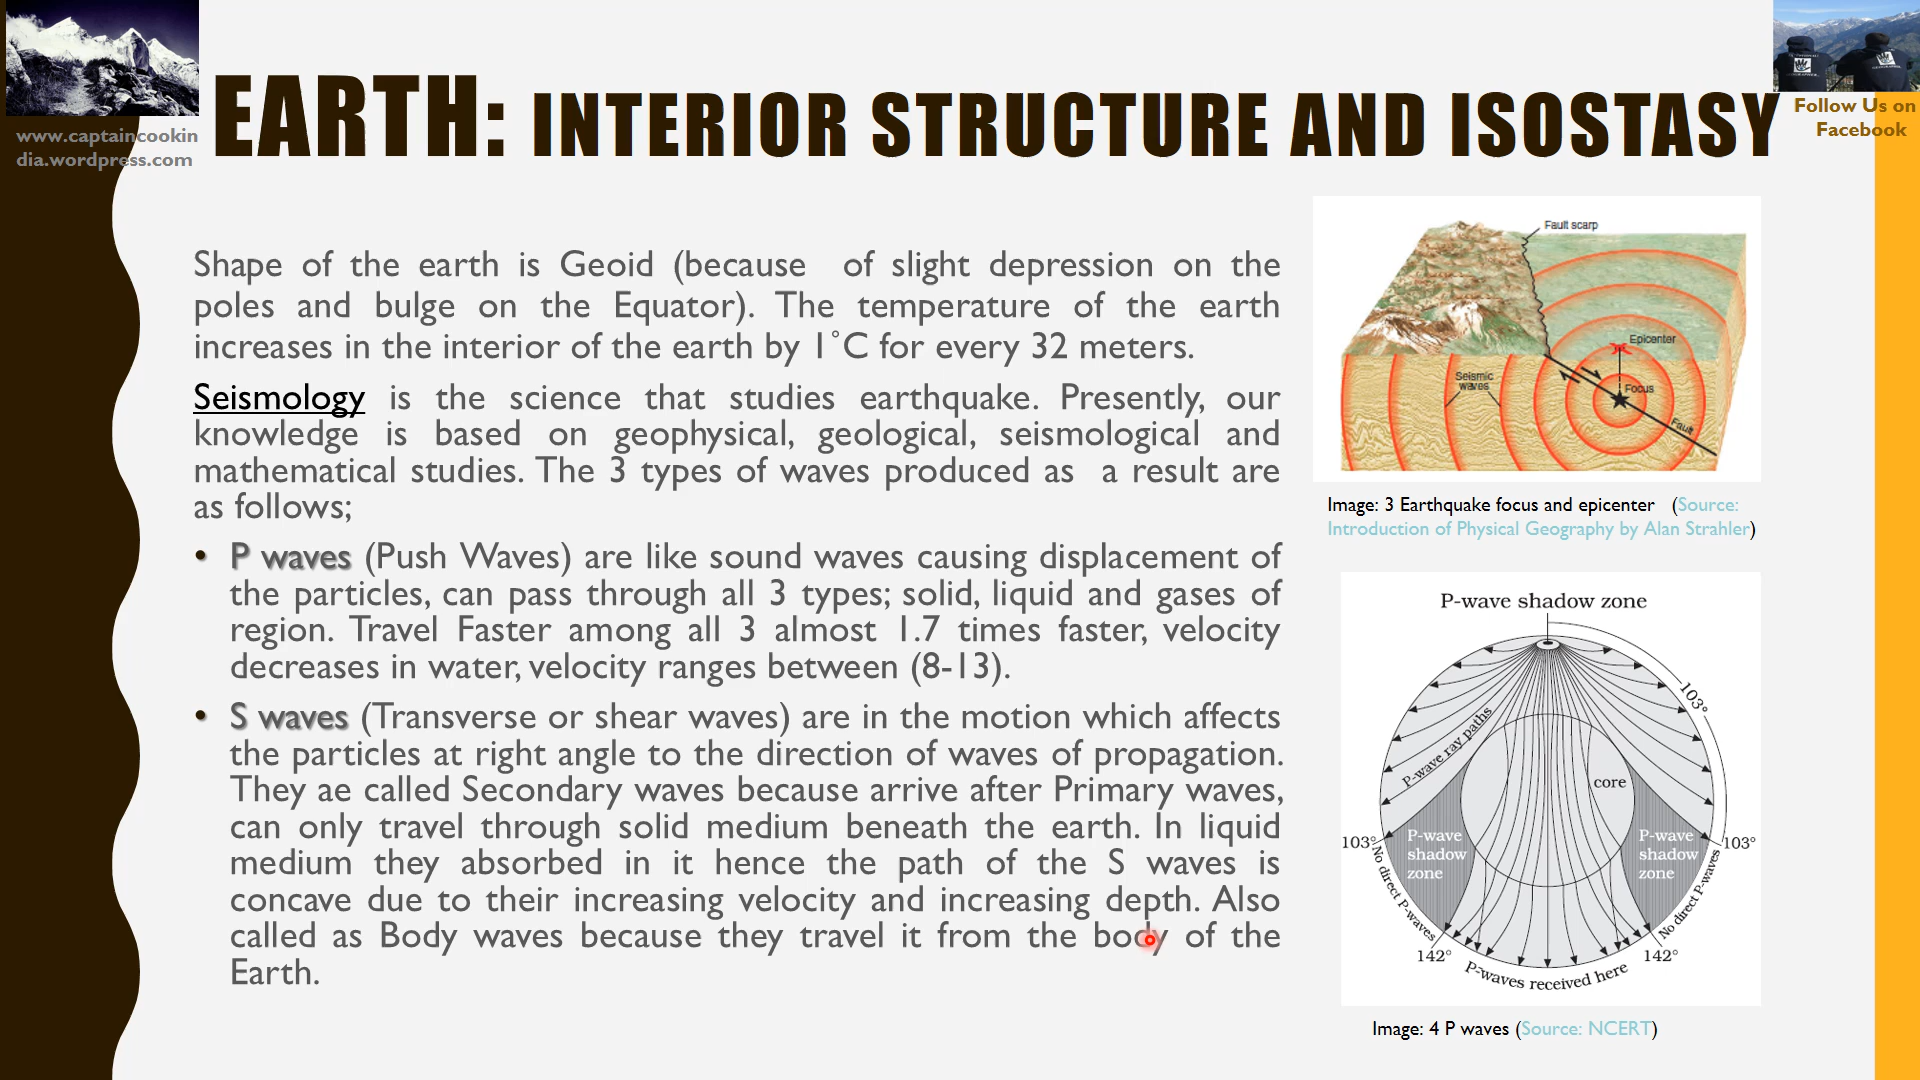 www.captaincookin
dia.wordpress.com
EARTH: INTERIOR STRUCTURE AND ISOSTASY
Follow Us on
Facebook
Shape of the earth is Geoid (because of slight depression on the
poles and bulge on the Equator). The temperature of the earth
increases in the interior of the earth by 1˚C for every 32 meters.
Seismology is the science that studies earthquake. Presently, our
knowledge is based on geophysical, geological, seismological and
mathematical studies. The 3 types of waves produced as a result are
as follows;
• P waves (Push Waves) are like sound waves causing displacement of
the particles, can pass through all 3 types; solid, liquid and gases of
region. Travel Faster among all 3 almost 1.7 times faster, velocity
decreases in water, velocity ranges between (8-13).
• S waves (Transverse or shear waves) are in the motion which affects
the particles at right angle to the direction of waves of propagation.
They ae called Secondary waves because arrive after Primary waves,
can only travel through solid medium beneath the earth. In liquid
medium they absorbed in it hence the path of the S waves is
concave due to their increasing velocity and increasing depth. Also
called as Body waves because they travel it from the body of the
Earth.
Fault scarp
Epicenter
Seismic
waves
Focus
Fault
Image: 3 Earthquake focus and epicenter (Source:
Introduction of Physical Geography by Alan Strahler)
P-wave shadow zone
103°
P-wave ray paths
core
103°
P-wave
shadow
zone
P-wave
shadow
zone
103°
No direct P-waves
No direct P-waves
142°
142°
P-waves received here
Image: 4 P waves (Source: NCERT)